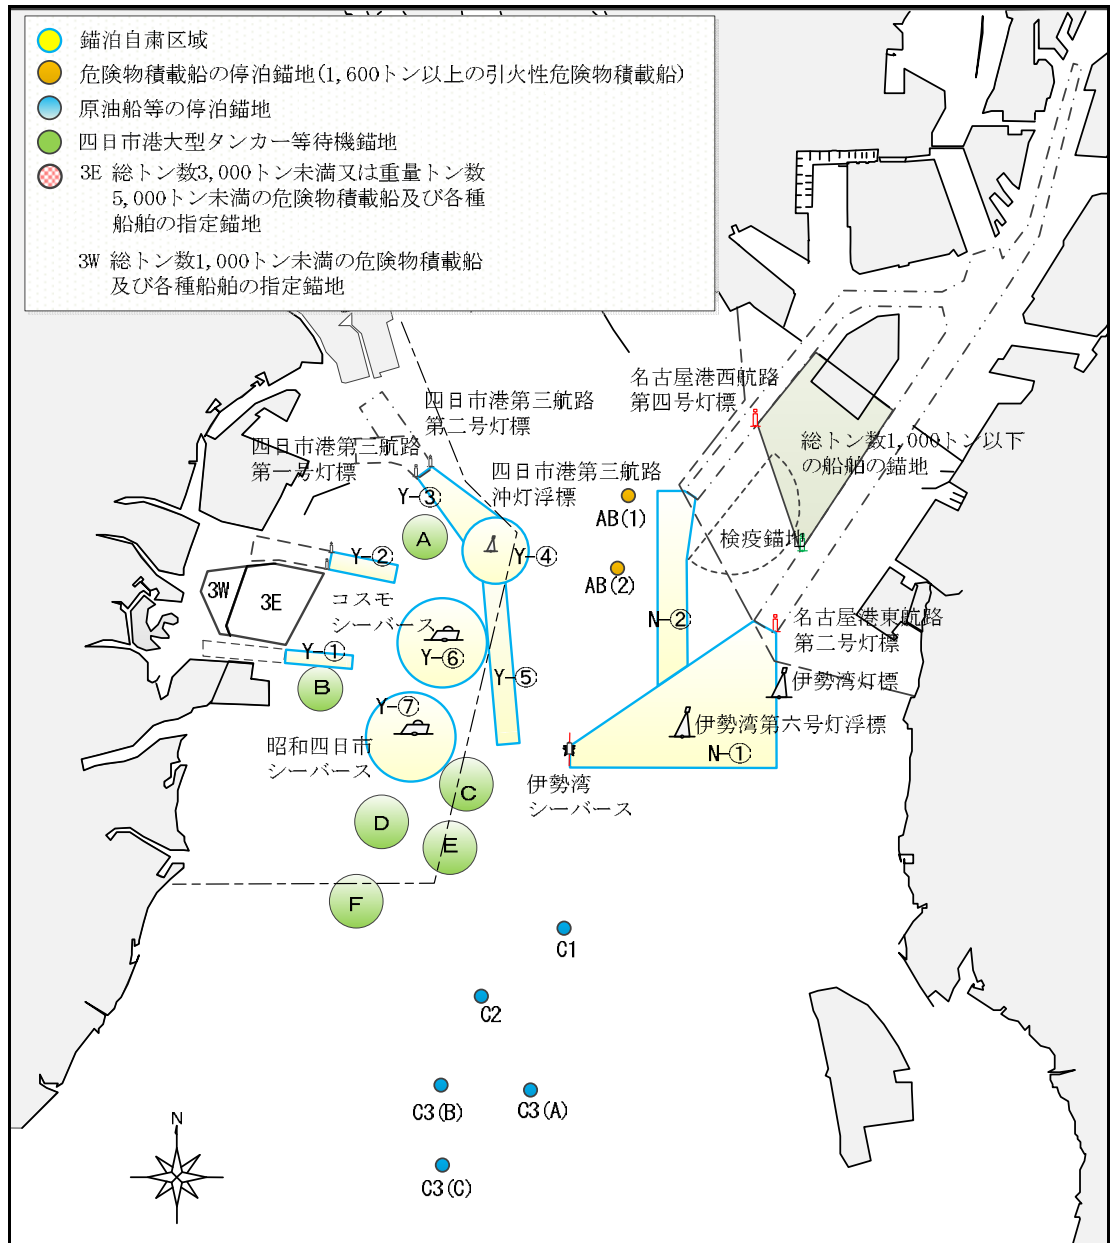 錨泊自粛区域
危険物積載船の停泊錨地(1,600トン以上の引火性危険物積載船)
原油船等の停泊錨地
四日市港大型タンカー等待機錨地
3E 総トン数3,000トン未満又は重量トン数
5,000トン未満の危険物積載船及び各種
船舶の指定錨地
3W 総トン数1,000トン未満の危険物積載船
及び各種船舶の指定錨地
名古屋港西航路
第四号灯標
四日市港第三航路
第二号灯標
四日市港第三航路
第一号灯標
総トン数1,000トン以下
の船舶の錨地
四日市港第三航路
沖灯浮標
Y-③
AB(1)
A
検疫錨地
Y-②
Y-④
AB(2)
3W
3E
コスモ
シーバース
N-②
名古屋港東航路
第二号灯標
Y-①
Y-⑥
Y-⑤
伊勢湾灯標
B
Y-⑦
伊勢湾第六号灯浮標
昭和四日市
シーバース
N-①
伊勢湾
シーバース
C
D
E
F
C1
C2
C3(B)
C3(A)
C3(C)
N